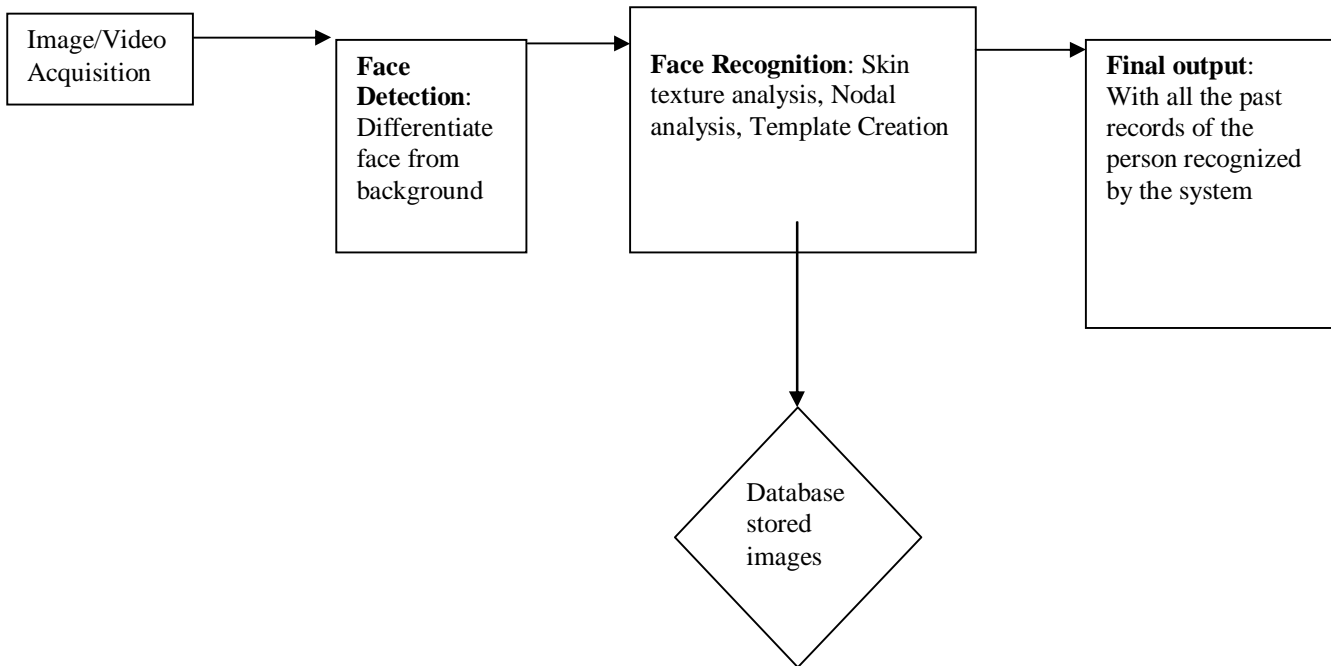 Image/Video
Acquisition
Face
Detection:
Differentiate
face from
background
Face Recognition: Skin
texture analysis, Nodal
analysis, Template Creation
Final output:
With all the past
records of the
person recognized
by the system
Database
stored
images